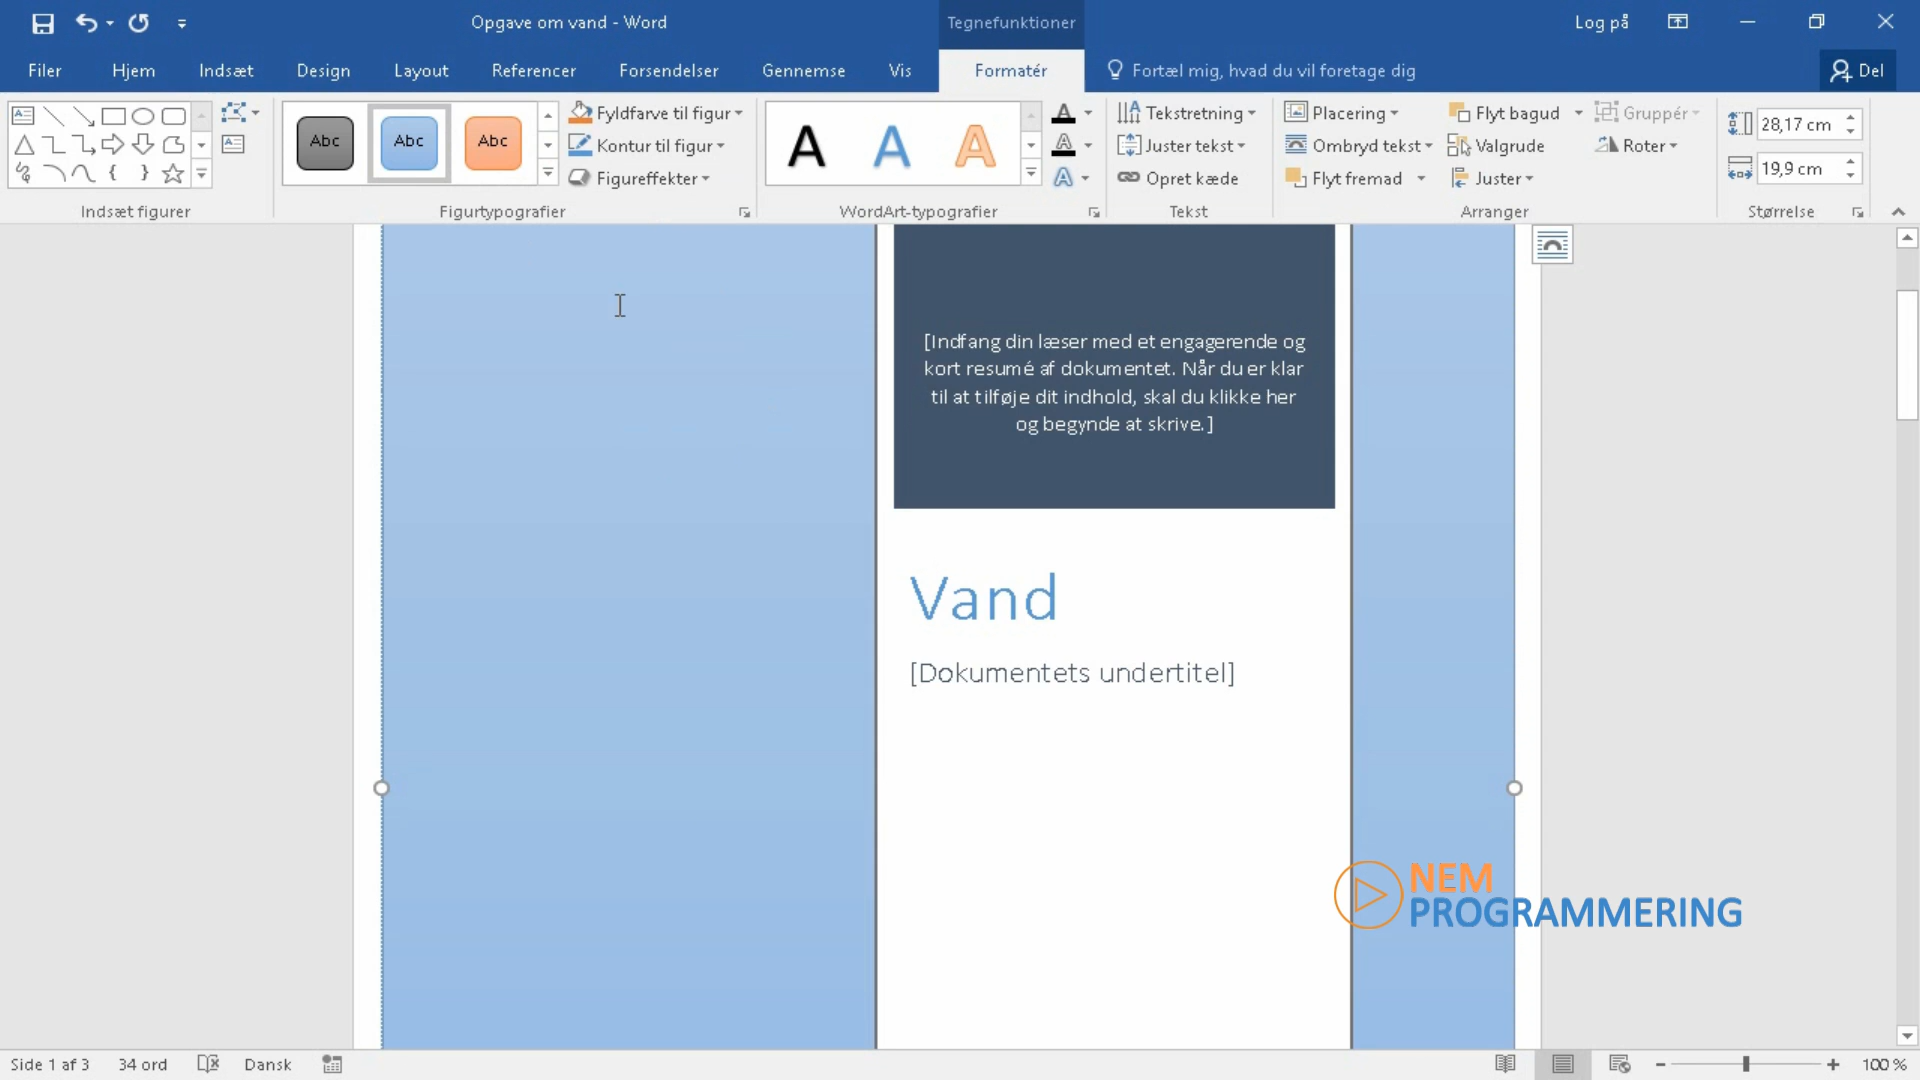 Opgave om vand - Word
Tegnefunktioner
Log på
Filer
Hjem
Indsæt
Design
Layout
Referencer
Forsendelser
Gennemse
Vis
Formatér
Fortæl mig, hvad du vil foretage dig
Del
Abc
Abc
Abc
Fyldfarve til figur
Kontur til figur
Figureffekter
A
A
A
A
A
A
Tekstretning
Juster tekst
Opret kæde
Placering
Ombryd tekst
Flyt fremad
Flyt bagud
Valgrude
Juster
Gruppér
Roter
28,17 cm
19,9 cm
Indsæt figurer
Figurtypografier
WordArt-typografier
Tekst
Arranger
Størrelse
[Indfang din læser med et engagerende og
kort resumé af dokumentet. Når du er klar
til at tilføje dit indhold, skal du klikke her
og begynde at skrive.]
Vand
[Dokumentets undertitel]
NEM
PROGRAMMERING
Side 1 af 3
34 ord
Dansk
100 %